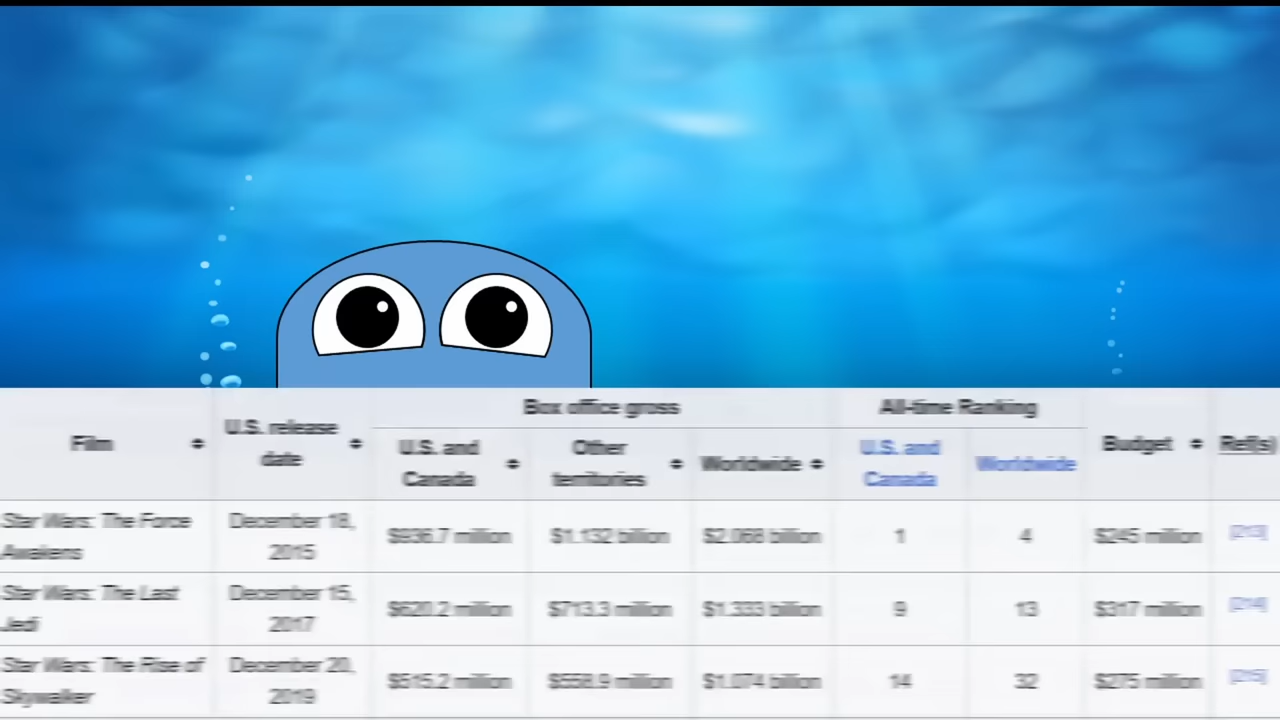 Box office gross All-time Ranking
Film U.S. release date U.S. and Canada Other territories Worldwide U.S. and Canada Worldwide Budget Ref(s)
Star Wars: The Force Awakens December 18, 2015 $936.7 million $1.132 billion $2.068 billion 1 4 $245 million [213]
Star Wars: The Last Jedi December 15, 2017 $620.2 million $713.3 million $1.333 billion 9 13 $317 million [214]
Star Wars: The Rise of Skywalker December 20, 2019 $515.2 million $558.9 million $1.074 billion 14 32 $275 million [215]